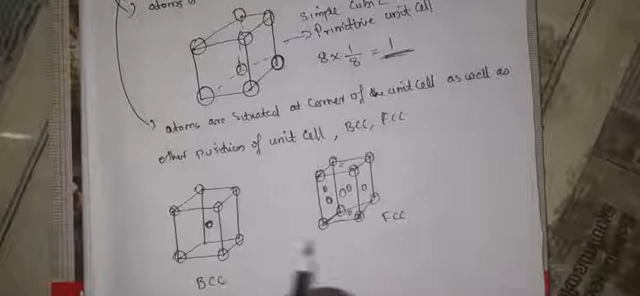 atoms
Simple Cubic
→ Primittive unit cell
8 × 1/8 = 1
atoms are situated at corner of the unit cell as well as
other position of unit cell, BCC, FCC
BCC
FCC